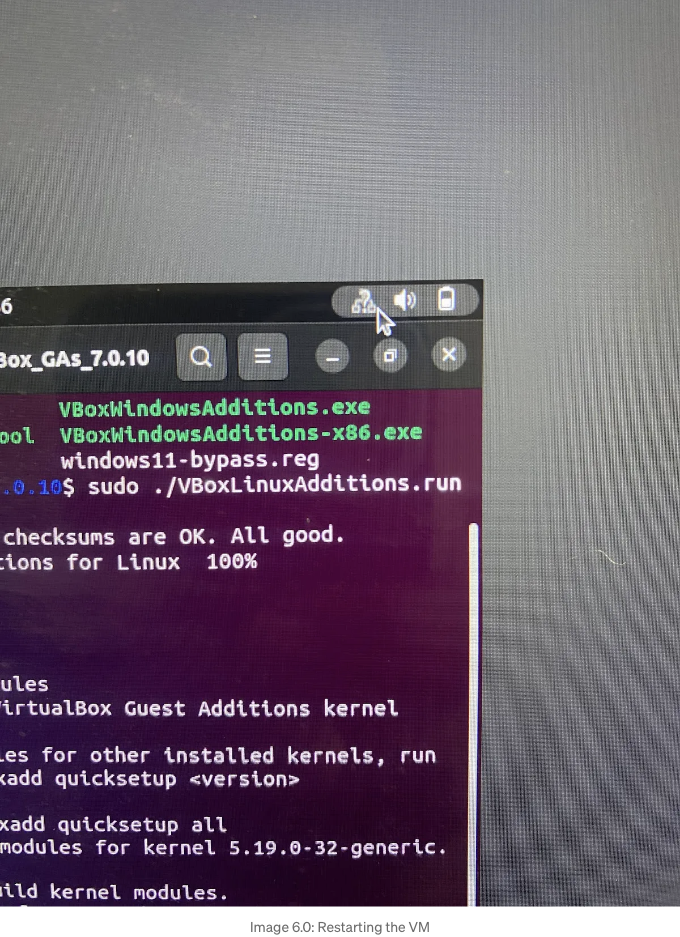 6
Box_GAs_7.0.10
VBoxWindowsAdditions.exe
ool VBoxWindowsAdditions-x86.exe
windows11-bypass.reg
.0.10$ sudo ./VBoxLinuxAdditions.run
checksums are OK. All good.
tions for Linux 100%
ules
VirtualBox Guest Additions kernel
les for other installed kernels, run
xadd quicksetup <version>
xadd quicksetup all
modules for kernel 5.19.0-32-generic.
uild kernel modules.
Image 6.0: Restarting the VM